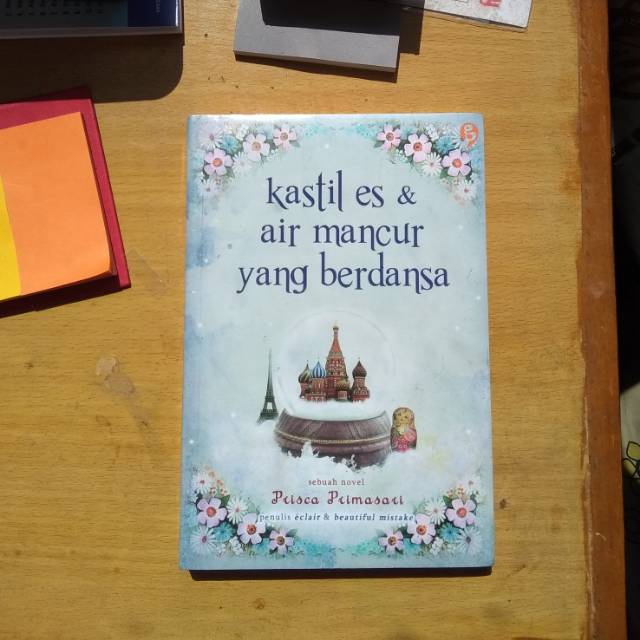 kastil es &
air mancur
yang berdansa
sebuah novel
Prisca Primasari
penulis éclair & beautiful mistake